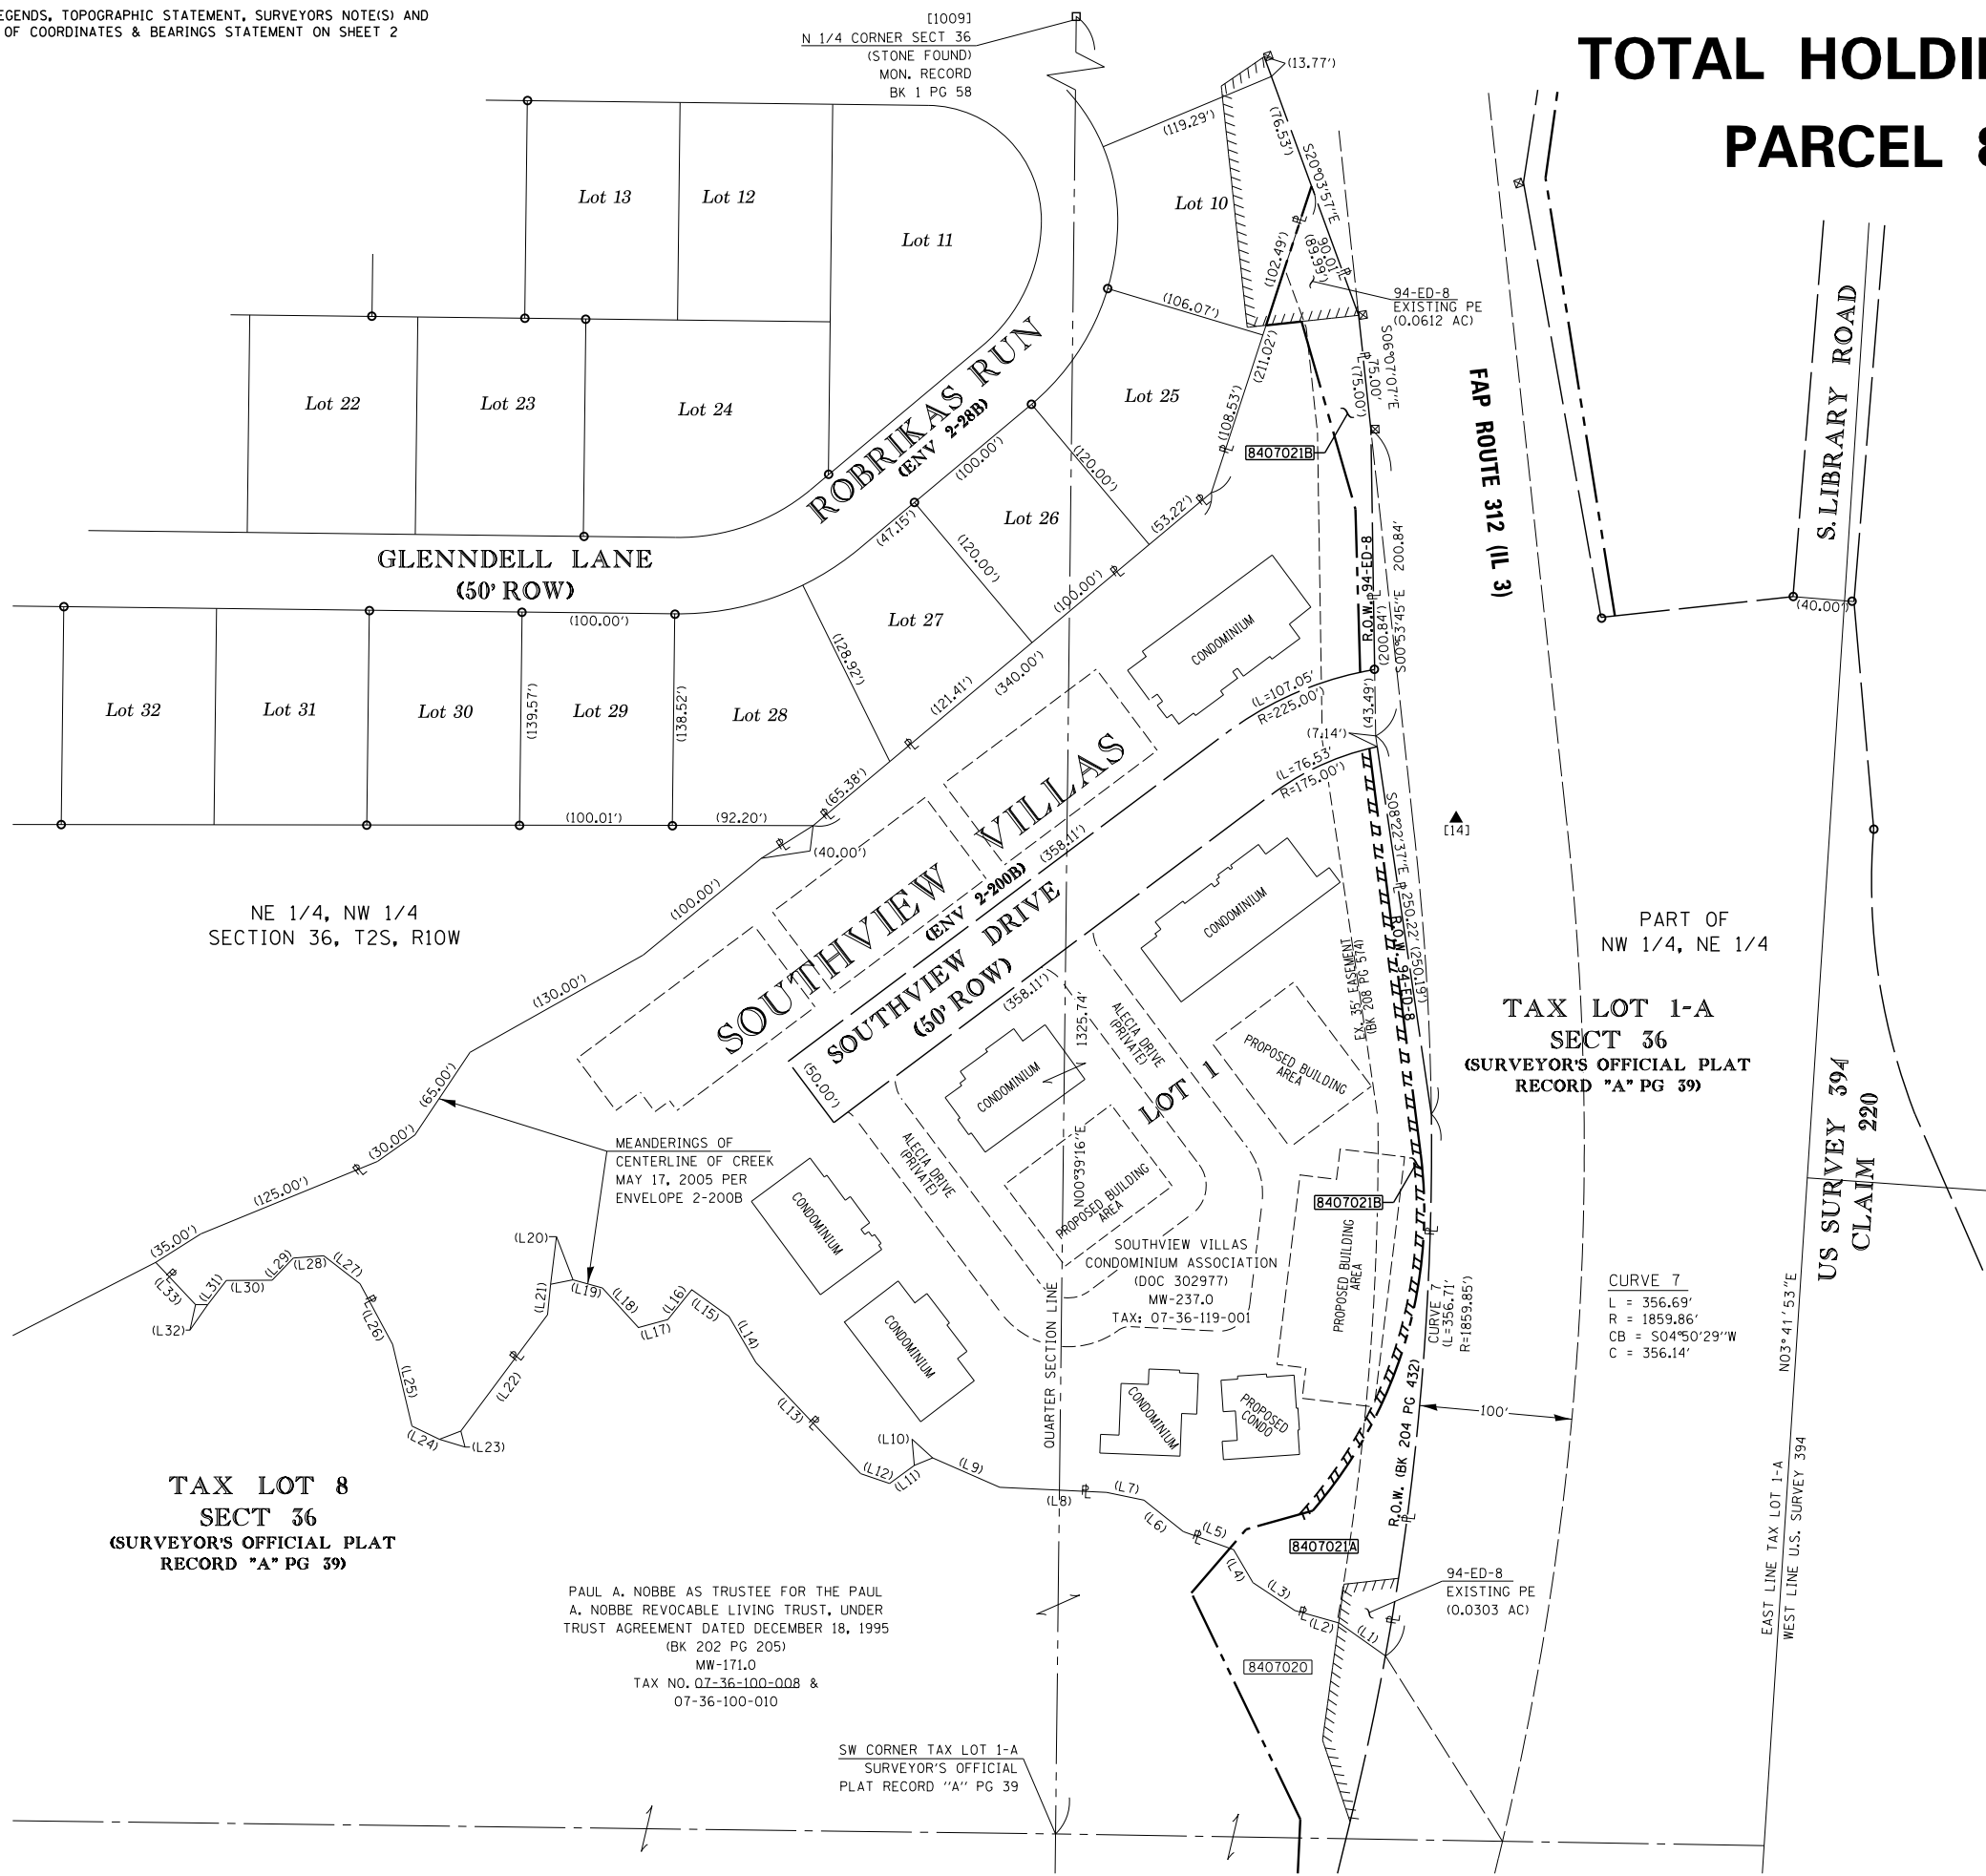 EGENDS, TOPOGRAPHIC STATEMENT, SURVEYORS NOTE(S) AND
OF COORDINATES & BEARINGS STATEMENT ON SHEET 2
TOTAL HOLDI
PARCEL
[1009]
N 1/4 CORNER SECT 36
(STONE FOUND)
MON. RECORD
BK 1 PG 58
(13.77')
(119.29')
(76.53')
S20°03'57"E
90.01'
(89.99')
(102.49')
Lot 13
Lot 12
Lot 11
Lot 10
94-ED-8
EXISTING PE
(0.0612 AC)
(106.07')
(211.02')
S06°07'07"E
75.00'
(75.00')
Lot 22
Lot 23
Lot 24
Lot 25
ROBRIKAS RUN
(ENV 2-28B)
(108.53')
8407021B
FAP ROUTE 312 (IL 3)
S. LIBRARY ROAD
(100.00')
(120.00')
(47.15')
Lot 26
(120.00')
(53.22')
(100.00')
R.O.W. 94-ED-8
(200.84')
S00°53'45"E 200.84'
(40.00')
GLENNDELL LANE
(50' ROW)
(100.00')
Lot 27
(128.92')
(121.41')
(340.00')
CONDOMINIUM
(L=107.05'
R=225.00')
(43.49')
(7.14')
(L=76.53'
R=175.00')
Lot 32
Lot 31
Lot 30
(139.57')
Lot 29
(138.52')
Lot 28
(65.38')
(100.01')
(92.20')
(40.00')
(100.00')
SOUTHVIEW VILLAS
(ENV 2-200B)
(358.11')
SOUTHVIEW DRIVE
(50' ROW)
(358.11')
(50.00')
CONDOMINIUM
S08°22'37"E 250.22' (250.19')
R.O.W. 94-ED-8
[14]
NE 1/4, NW 1/4
SECTION 36, T2S, R10W
PART OF
NW 1/4, NE 1/4
TAX LOT 1-A
SECT 36
(SURVEYOR'S OFFICIAL PLAT
RECORD "A" PG 39)
(130.00')
(65.00')
(30.00')
(125.00')
(35.00')
EX. 35' EASEMENT
(BK 208 PG 574)
1325.74'
N00°39'16"E
ALECIA DRIVE
(PRIVATE)
PROPOSED BUILDING
AREA
CONDOMINIUM
LOT 1
ALECIA DRIVE
(PRIVATE)
PROPOSED BUILDING
AREA
MEANDERINGS OF
CENTERLINE OF CREEK
MAY 17, 2005 PER
ENVELOPE 2-200B
CONDOMINIUM
CONDOMINIUM
SOUTHVIEW VILLAS
CONDOMINIUM ASSOCIATION
(DOC 302977)
MW-237.0
TAX: 07-36-119-001
8407021B
PROPOSED BUILDING
AREA
CURVE 7
(L=356.71'
R=1859.85')
CURVE 7
L = 356.69'
R = 1859.86'
CB = S04°50'29"W
C = 356.14'
US SURVEY 394
CLAIM 220
N03°41'53"E
(L33)
(L32)
(L31)
(L30)
(L29)
(L28)
(L27)
(L26)
(L25)
(L24)
(L23)
(L22)
(L21)
(L20)
(L19)
(L18)
(L17)
(L16)
(L15)
(L14)
(L13)
(L12)
(L11)
(L10)
(L9)
(L8)
(L7)
(L6)
(L5)
(L4)
(L3)
(L2)
(L1)
QUARTER SECTION LINE
CONDOMINIUM
PROPOSED
CONDO
R.O.W. (BK 204 PG 432)
100'
TAX LOT 8
SECT 36
(SURVEYOR'S OFFICIAL PLAT
RECORD "A" PG 39)
8407021A
94-ED-8
EXISTING PE
(0.0303 AC)
EAST LINE TAX LOT 1-A
WEST LINE U.S. SURVEY 394
PAUL A. NOBBE AS TRUSTEE FOR THE PAUL
A. NOBBE REVOCABLE LIVING TRUST, UNDER
TRUST AGREEMENT DATED DECEMBER 18, 1995
(BK 202 PG 205)
MW-171.0
TAX NO. 07-36-100-008 &
07-36-100-010
8407020
SW CORNER TAX LOT 1-A
SURVEYOR'S OFFICIAL
PLAT RECORD "A" PG 39